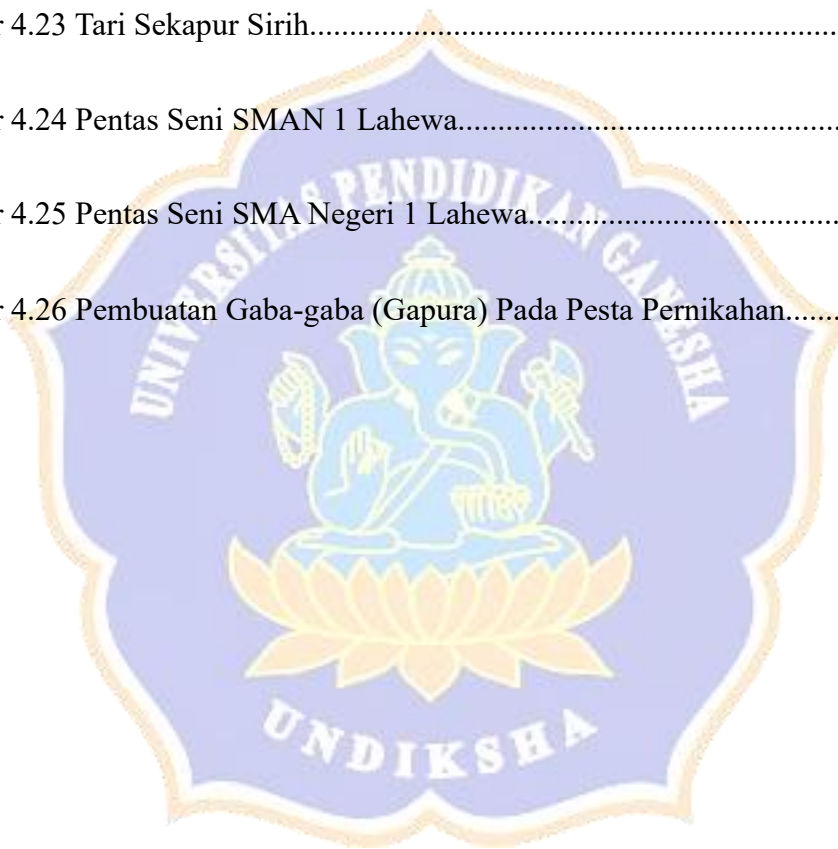 r 4.23 Tari Sekapur Sirih....................................................................
r 4.24 Pentas Seni SMAN 1 Lahewa.................................................
UNIVERSITAS PENDIDIKAN GANESHA
r 4.25 Pentas Seni SMA Negeri 1 Lahewa........................................
r 4.26 Pembuatan Gaba-gaba (Gapura) Pada Pesta Pernikahan.......
UNDIKSHA